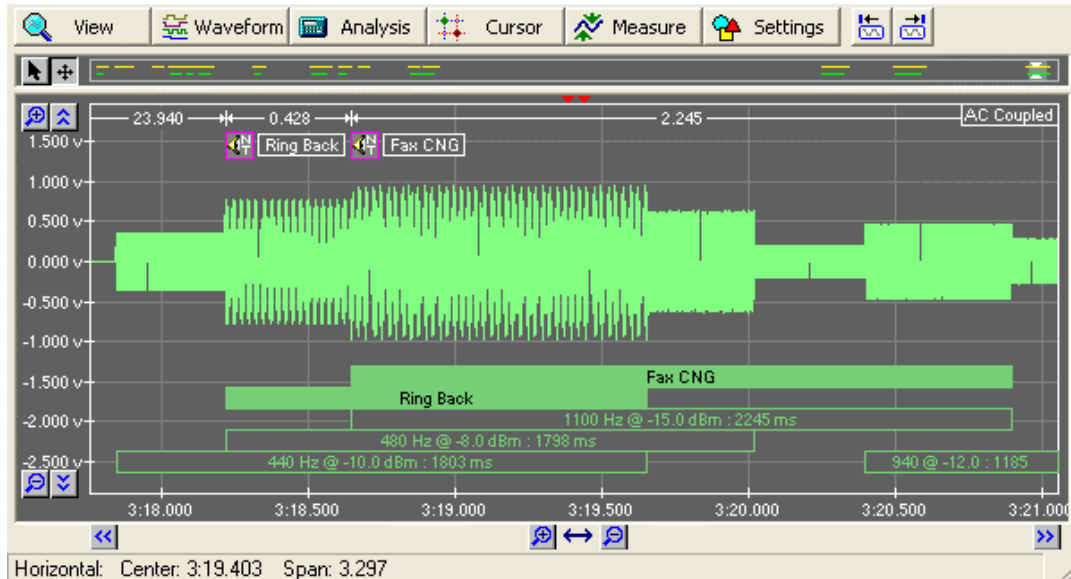 View Waveform Analysis Cursor Measure Settings
23.940 0.428 2.245 AC Coupled
1.500 v Ring Back Fax CNG
1.000 v
0.500 v
0.000 v
-0.500 v
-1.000 v
-1.500 v Fax CNG
Ring Back
-2.000 v 1100 Hz @ -15.0 dBm : 2245 ms
480 Hz @ -8.0 dBm : 1798 ms
-2.500 v 440 Hz @ -10.0 dBm : 1803 ms 940 @ -12.0 : 1185
3:18.000 3:18.500 3:19.000 3:19.500 3:20.000 3:20.500 3:21.000
Horizontal: Center: 3:19.403 Span: 3.297